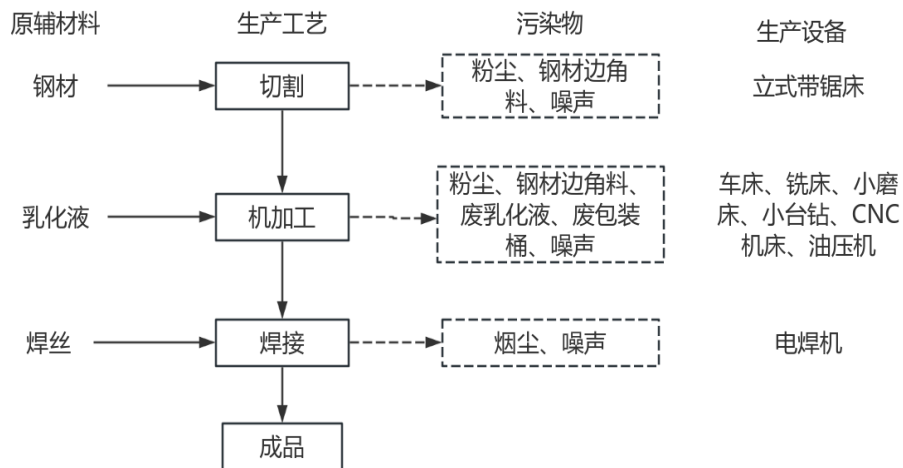 原辅材料
生产工艺
污染物
生产设备
钢材
切割
粉尘、钢材边角
料、噪声
立式带锯床
乳化液
机加工
粉尘、钢材边角料、
废乳化液、废包装
桶、噪声
车床、铣床、小磨
床、小台钻、CNC
机床、油压机
焊丝
焊接
烟尘、噪声
电焊机
成品